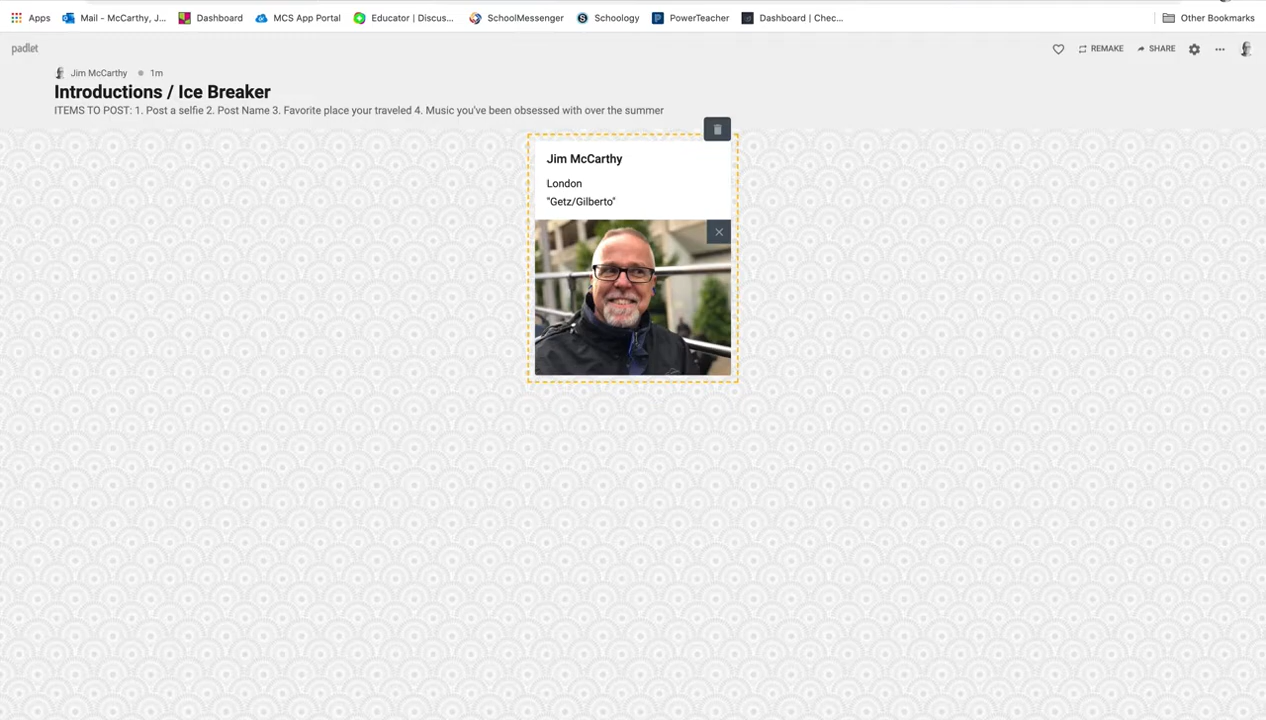 Apps Mail - McCarthy, J... Dashboard MCS App Portal Educator | Discus... SchoolMessenger Schoology PowerTeacher Dashboard | Chec... Other Bookmarks
padlet REMAKE SHARE
Jim McCarthy 1m
Introductions / Ice Breaker
ITEMS TO POST: 1. Post a selfie 2. Post Name 3. Favorite place your traveled 4. Music you've been obsessed with over the summer
Jim McCarthy
London
"Getz/Gilberto"